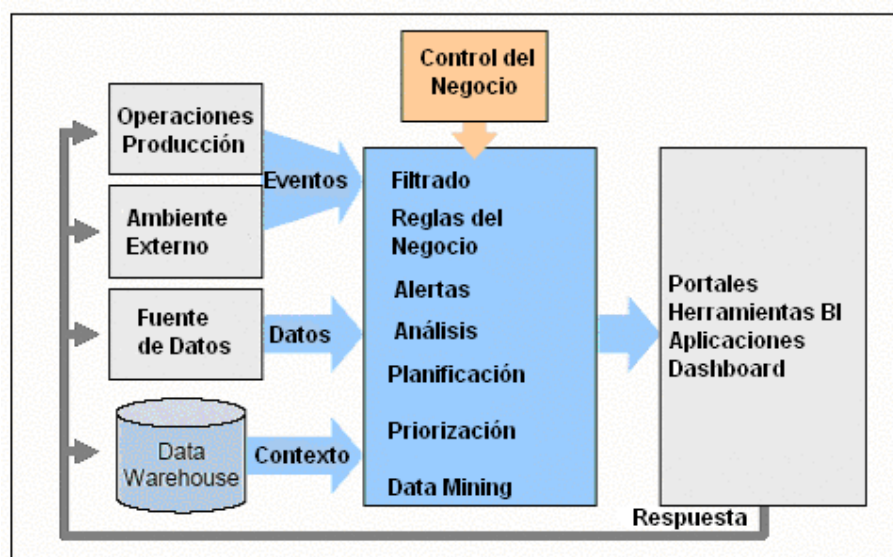 Control del
Negocio
Operaciones
Producción
Eventos
Ambiente
Externo
Fuente
de Datos
Datos
Data
Warehouse
Contexto
Filtrado
Reglas del
Negocio
Alertas
Análisis
Planificación
Priorización
Data Mining
Portales
Herramientas BI
Aplicaciones
Dashboard
Respuesta